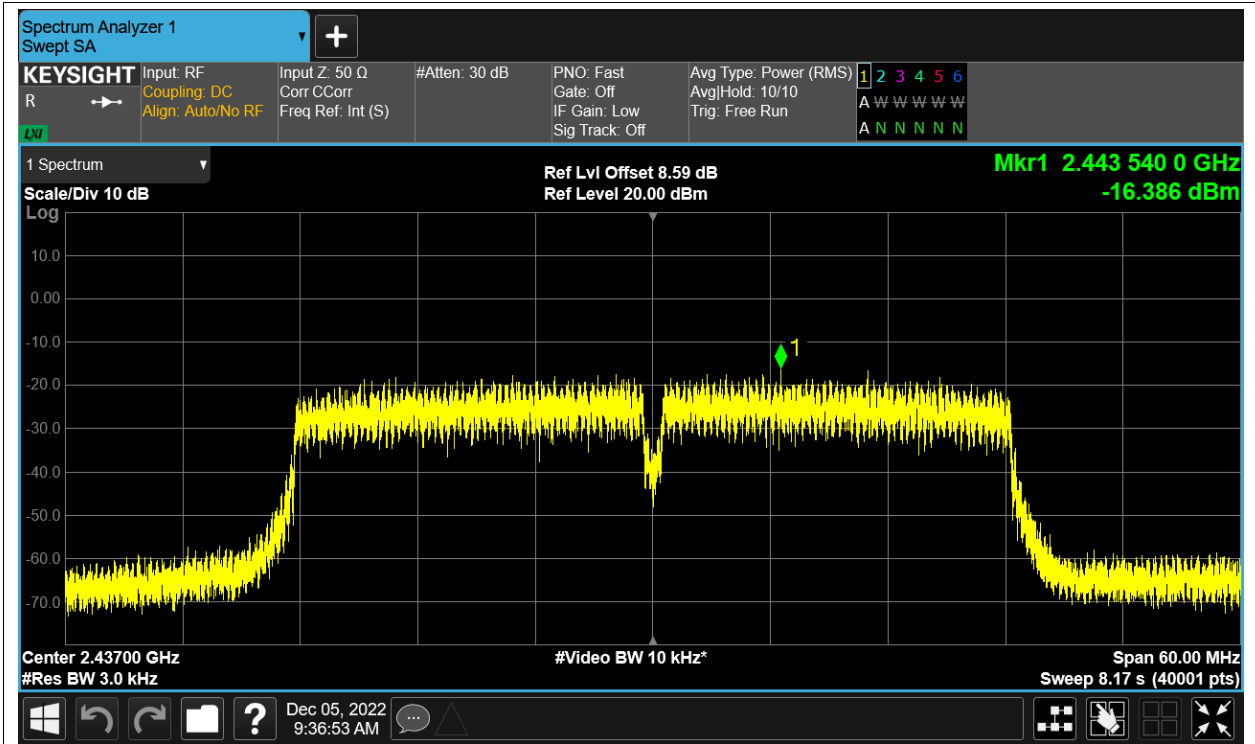 Spectrum Analyzer 1
Swept SA
+
KEYSIGHT
R
LXI
Input: RF
Coupling: DC
Align: Auto/No RF
Input Z: 50 Ω
Corr CCorr
Freq Ref: Int (S)
#Atten: 30 dB
PNO: Fast
Gate: Off
IF Gain: Low
Sig Track: Off
Avg Type: Power (RMS)
Avg|Hold: 10/10
Trig: Free Run
1 2 3 4 5 6
A W W W W W
A N N N N N
1 Spectrum
Scale/Div 10 dB
Log
Ref Lvl Offset 8.59 dB
Ref Level 20.00 dBm
Mkr1 2.443 540 0 GHz
-16.386 dBm
10.0
0.00
-10.0
-20.0
-30.0
-40.0
-50.0
-60.0
-70.0
1
Center 2.43700 GHz
#Res BW 3.0 kHz
#Video BW 10 kHz*
Span 60.00 MHz
Sweep 8.17 s (40001 pts)
?
Dec 05, 2022
9:36:53 AM